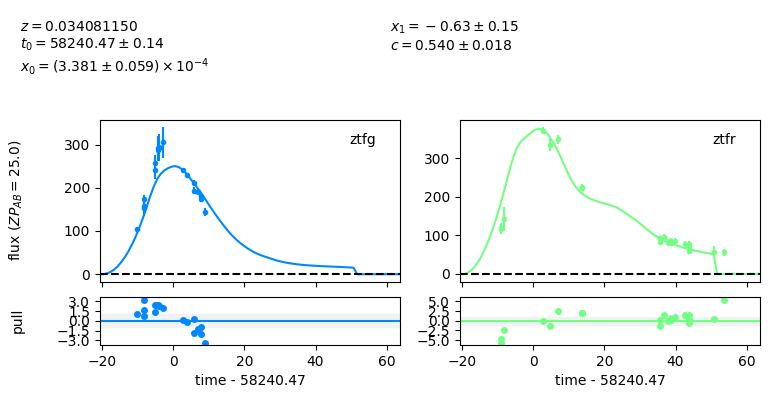 z = 0.034081150
t0 = 58240.47 ± 0.14
x0 = (3.381 ± 0.059) × 10^-4
x1 = −0.63 ± 0.15
c = 0.540 ± 0.018
ztfg
ztfr
flux (ZP_AB = 25.0)
300
200
100
0
300
200
100
0
pull
3.0
1.5
0.0
−1.5
−3.0
5.0
2.5
0.0
−2.5
−5.0
−20 0 20 40 60
−20 0 20 40 60
time - 58240.47
time - 58240.47